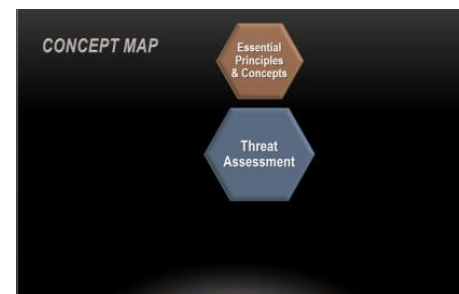 CONCEPT MAP
Essential
Principles
& Concepts
Threat
Assessment